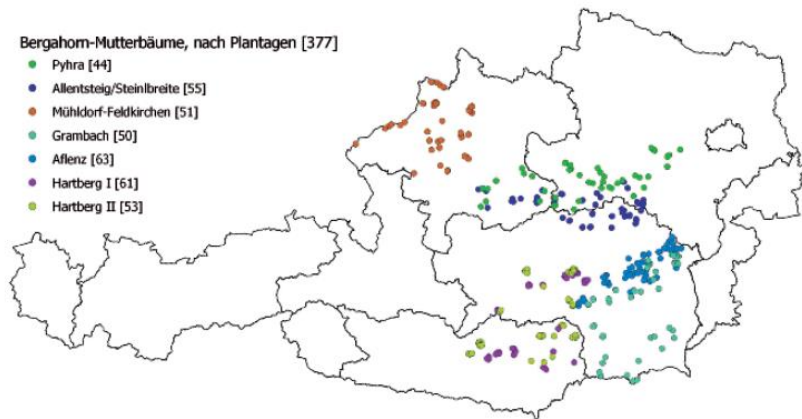 Bergahorn-Mutterbäume, nach Plantagen [377]
Pyhra [44]
Allentsteig/Steinlbreite [55]
Mühldorf-Feldkirchen [51]
Grambach [50]
Aflenz [63]
Hartberg I [61]
Hartberg II [53]